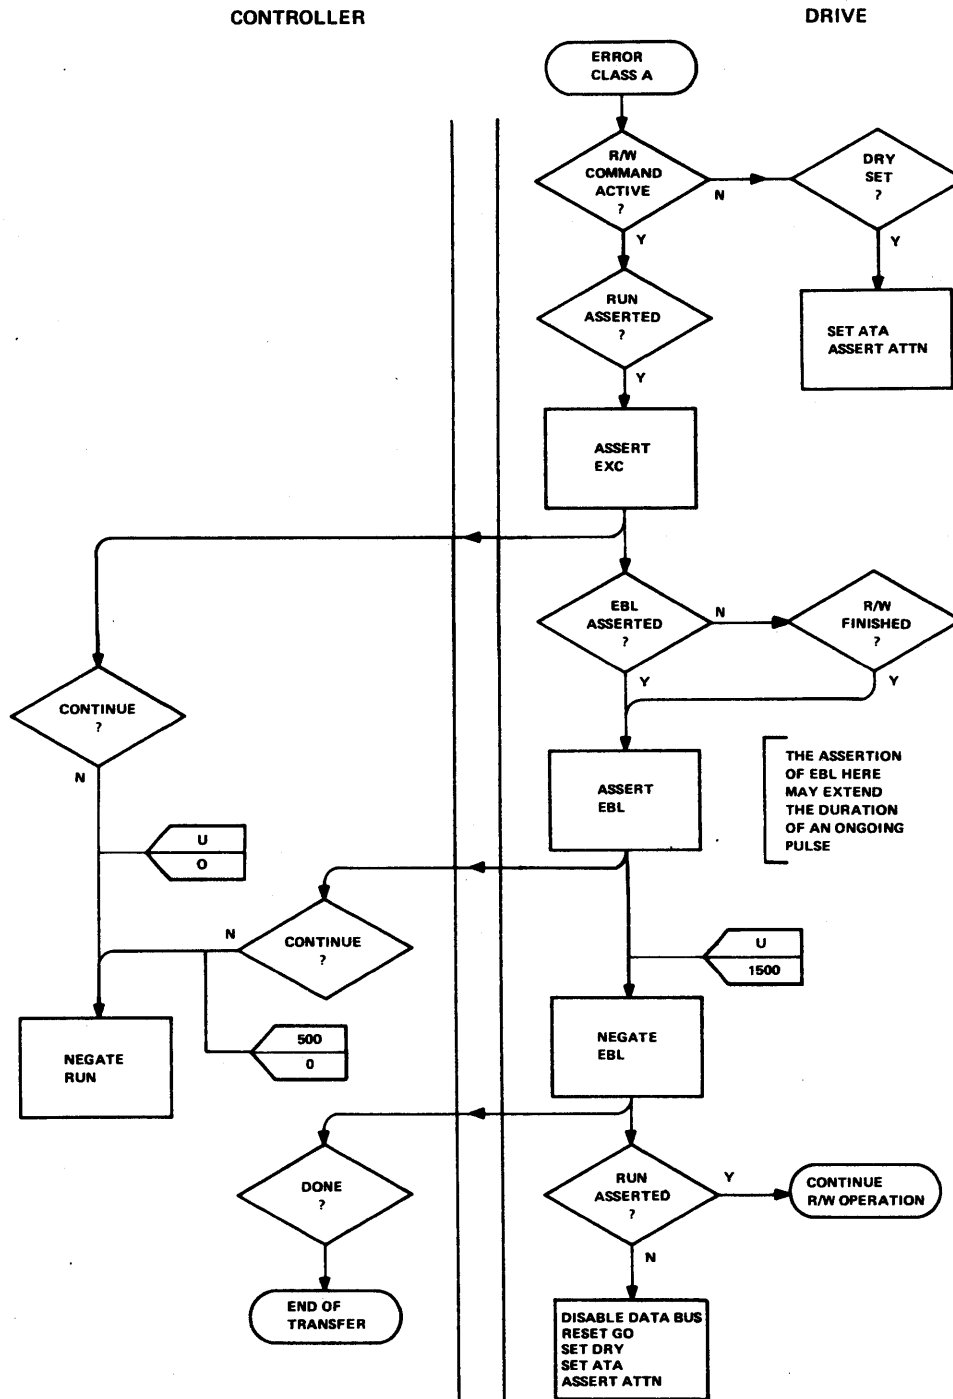 CONTROLLER
DRIVE
ERROR
CLASS A
R/W
COMMAND
ACTIVE
?
N
Y
DRY
SET
?
Y
RUN
ASSERTED
?
Y
SET ATA
ASSERT ATTN
ASSERT
EXC
EBL
ASSERTED
?
N
Y
R/W
FINISHED
?
Y
CONTINUE
?
N
ASSERT
EBL
THE ASSERTION
OF EBL HERE
MAY EXTEND
THE DURATION
OF AN ONGOING
PULSE
U
O
CONTINUE
?
N
U
1500
500
0
NEGATE
RUN
NEGATE
EBL
DONE
?
RUN
ASSERTED
?
Y
N
CONTINUE
R/W OPERATION
END OF
TRANSFER
DISABLE DATA BUS
RESET GO
SET DRY
SET ATA
ASSERT ATTN